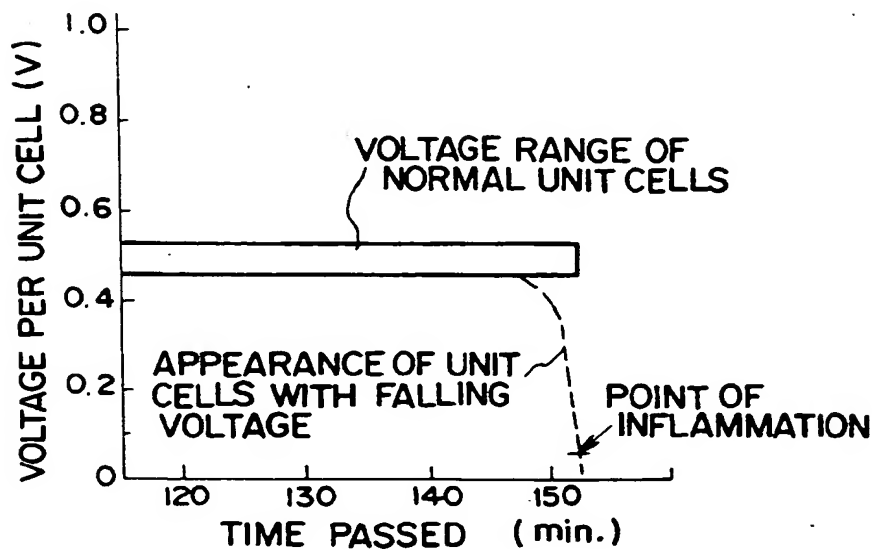 VOLTAGE PER UNIT CELL (V)
1.0
0.8
0.6
0.4
0.2
0
VOLTAGE RANGE OF
NORMAL UNIT CELLS
APPEARANCE OF UNIT
CELLS WITH FALLING
VOLTAGE
POINT OF
INFLAMMATION
120
130
140
150
TIME PASSED (min.)